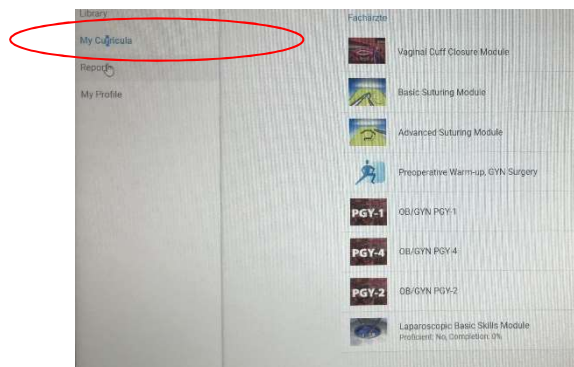 Library
My Curricula
Reports
My Profile
Fachärzte
Vaginal Cuff Closure Module
Basic Suturing Module
Advanced Suturing Module
Preoperative Warm-up, GYN Surgery
PGY-1
OB/GYN PGY-1
PGY-4
OB/GYN PGY-4
PGY-2
OB/GYN PGY-2
Laparoscopic Basic Skills Module
Proficient: No, Completion: 0%